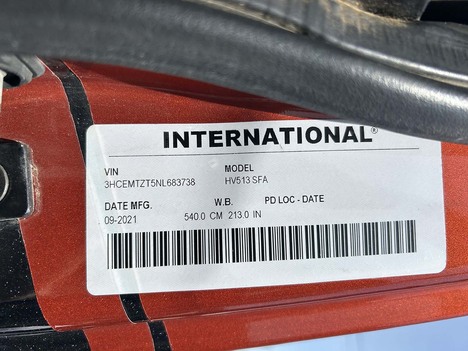 INTERNATIONAL®
VIN MODEL
3HCEMTZT5NL683738 HV513 SFA
DATE MFG. W.B. PD LOC - DATE
09-2021 540.0 CM 213.0 IN